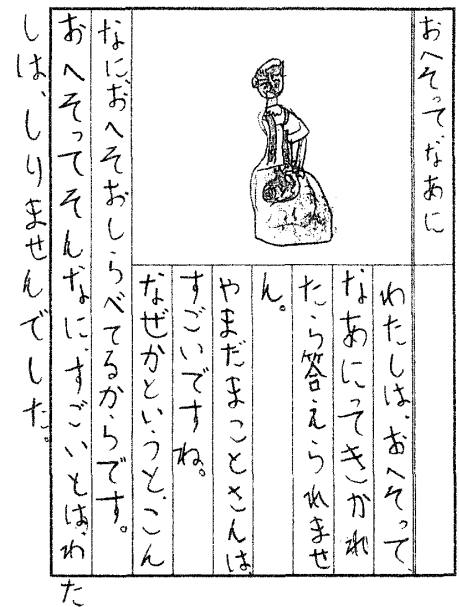 おへそって、なあに
わたしは、おへそって、
なあにってきかれ
たら答えられませ
ん。
やまだまことさんは
すごいですね。
なぜかというと、こん
なに、おへそおしらべてるからです。
おへそってそんなに、すごいとは、わた
しは、しりませんでした。